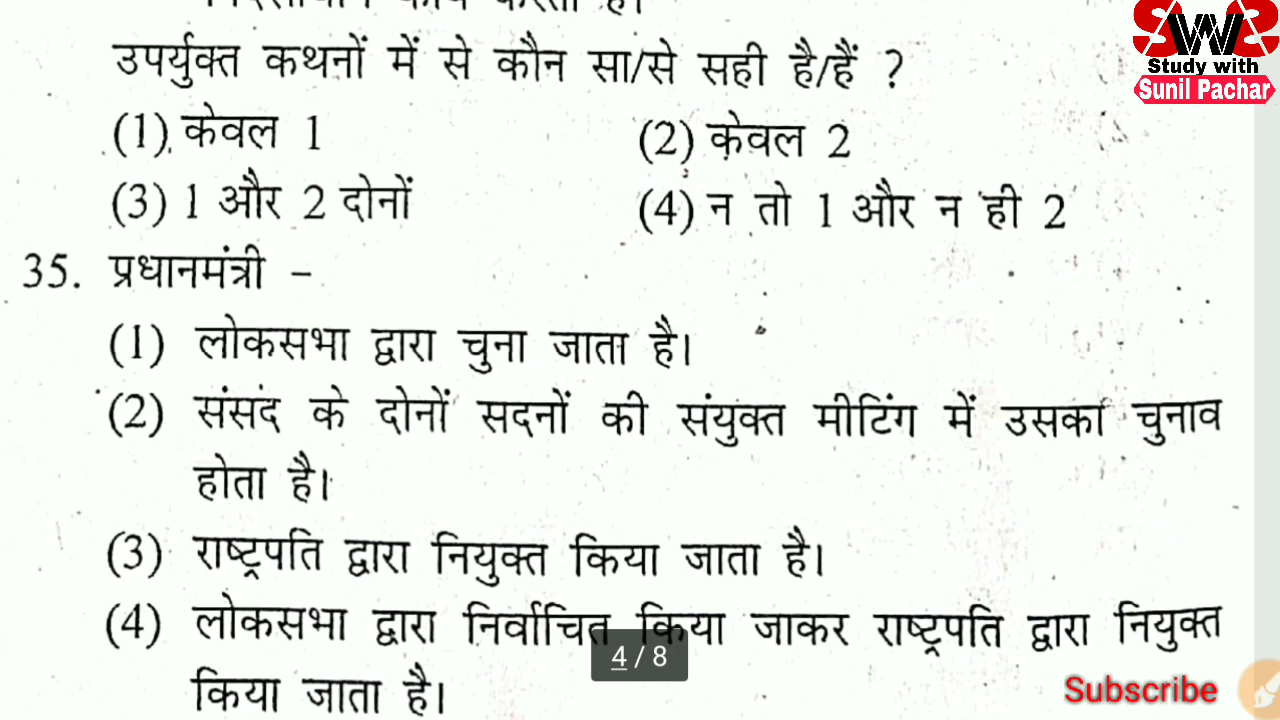 उपर्युक्त कथनों में से कौन सा/से सही है/हैं ?
(1) केवल 1
(2) केवल 2
(3) 1 और 2 दोनों
(4) न तो 1 और न ही 2
35. प्रधानमंत्री –
(1) लोकसभा द्वारा चुना जाता है।
(2) संसद के दोनों सदनों की संयुक्त मीटिंग में उसका चुनाव
होता है।
(3) राष्ट्रपति द्वारा नियुक्त किया जाता है।
(4) लोकसभा द्वारा निर्वाचित किया जाकर राष्ट्रपति द्वारा नियुक्त
किया जाता है।
4 / 8
SWS
Study with
Sunil Pachar
Subscribe